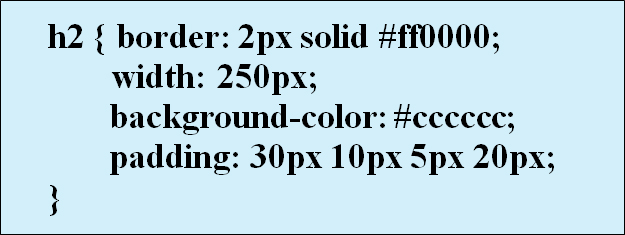 h2 { border: 2px solid #ff0000;
width: 250px;
background-color: #cccccc;
padding: 30px 10px 5px 20px;
}